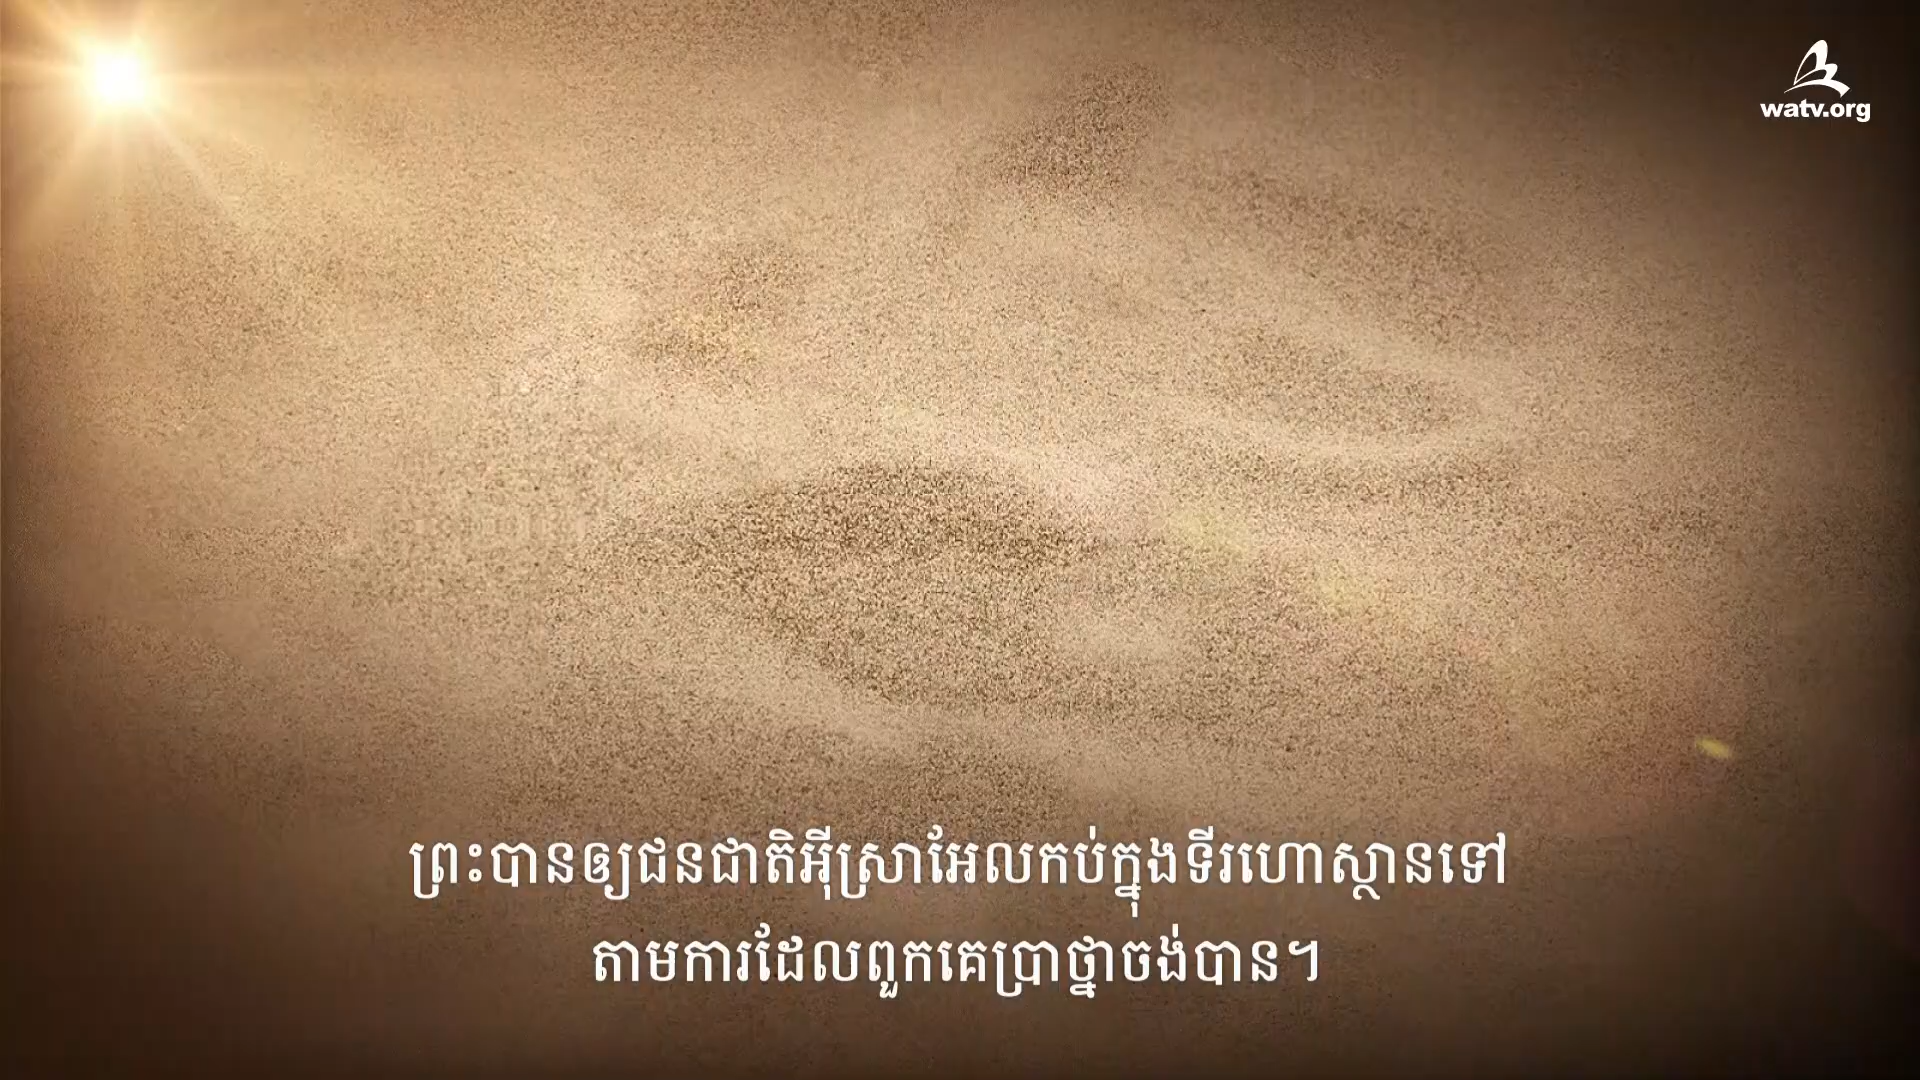 watv.org
ព្រះបានឲ្យជនជាតិអ៊ីស្រាអែលកប់ក្នុងទីរហោស្ថានទៅ
តាមការដែលពួកគេប្រាថ្នាចង់បាន។